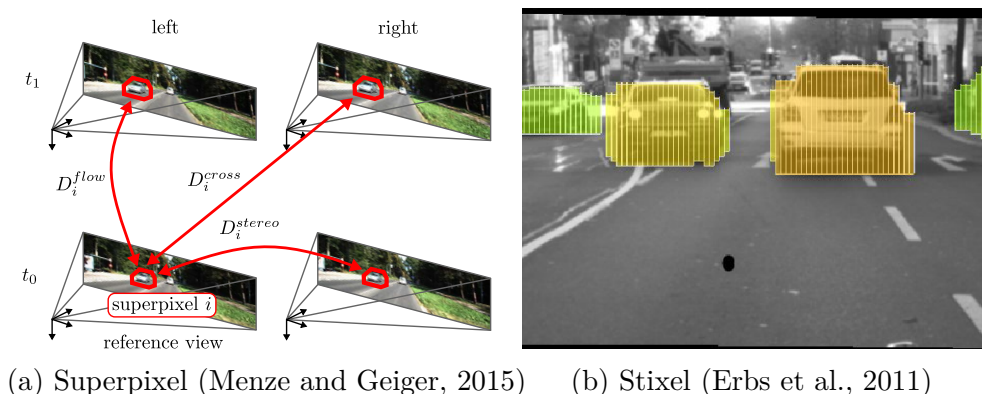 left
right
t₁
D_i^{flow}
D_i^{cross}
D_i^{stereo}
t₀
superpixel i
reference view
(a) Superpixel (Menze and Geiger, 2015)
(b) Stixel (Erbs et al., 2011)